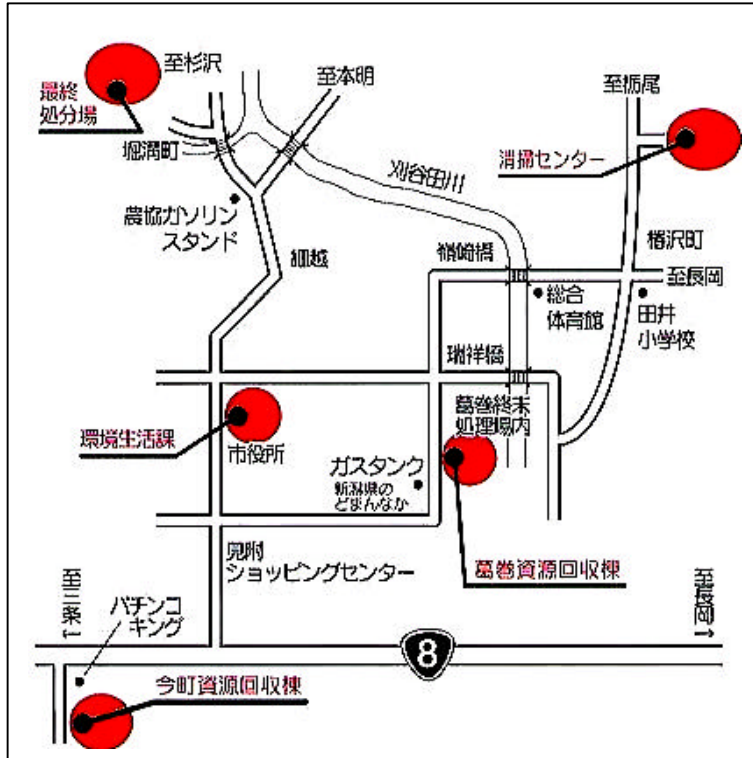 至杉沢
最終
処分場
至本明
至栃尾
堀溝町
刈谷田川
清掃センター
農協ガソリン
スタンド
細越
嶺崎橋
椿沢町
至長岡
総合
体育館
田井
小学校
瑞祥橋
葛巻終末
処理場内
環境生活課
市役所
ガスタンク
新潟県の
どまんなか
見附
ショッピングセンター
葛巻資源回収棟
至三条↑
パチンコ
キング
至長岡↓
8
今町資源回収棟